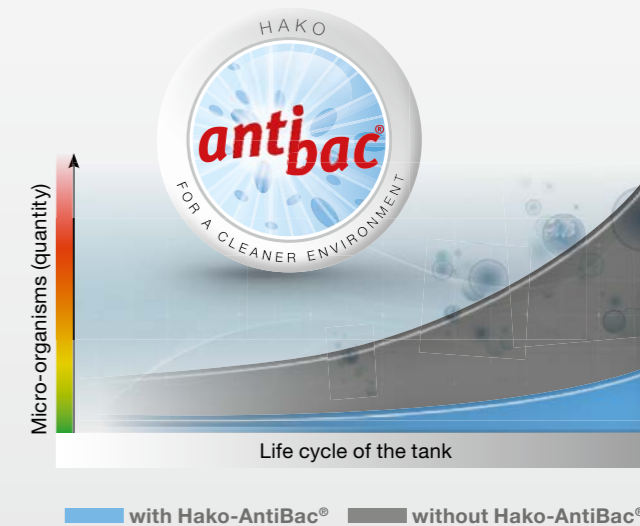 HAKO
antibac®
FOR A CLEANER ENVIRONMENT
Micro-organisms (quantity)
Life cycle of the tank
with Hako-AntiBac® without Hako-AntiBac®